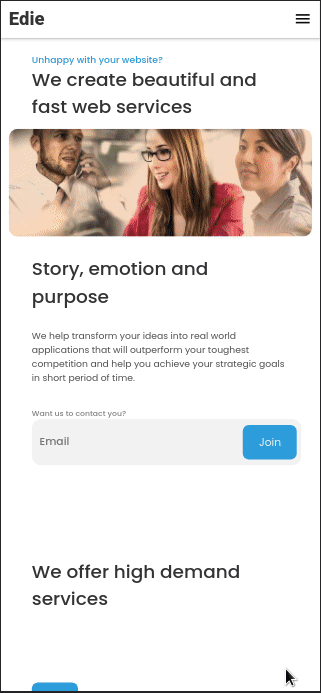 Edie
Unhappy with your website?
We create beautiful and
fast web services
Story, emotion and
purpose
We help transform your ideas into real world
applications that will outperform your toughest
competition and help you achieve your strategic goals
in short period of time.
Want us to contact you?
Email
Join
We offer high demand
services